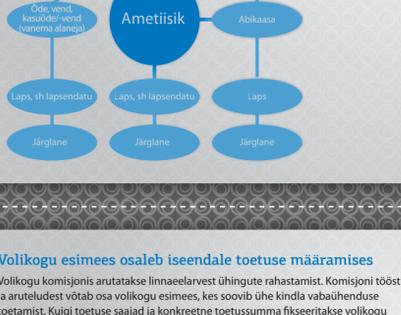 Õde, vend,
kasuõde/-vend
(vanema alaneja)
Ametiisik
Abikaasa
Laps, sh lapsendatu
Laps, sh lapsendatu
Laps
Järglane
Järglane
Järglane
Volikogu esimees osaleb iseendale toetuse määramises
Volikogu komisjonis arutatakse linnaeelarvest ühingute rahastamist. Komisjoni tööst
ja aruteludest võtab osa volikogu esimees, kes soovib ühe kindla vabaühenduse
toetamist. Kuigi toetuse saajad ja konkreetne toetussumma fikseeritakse volikogu